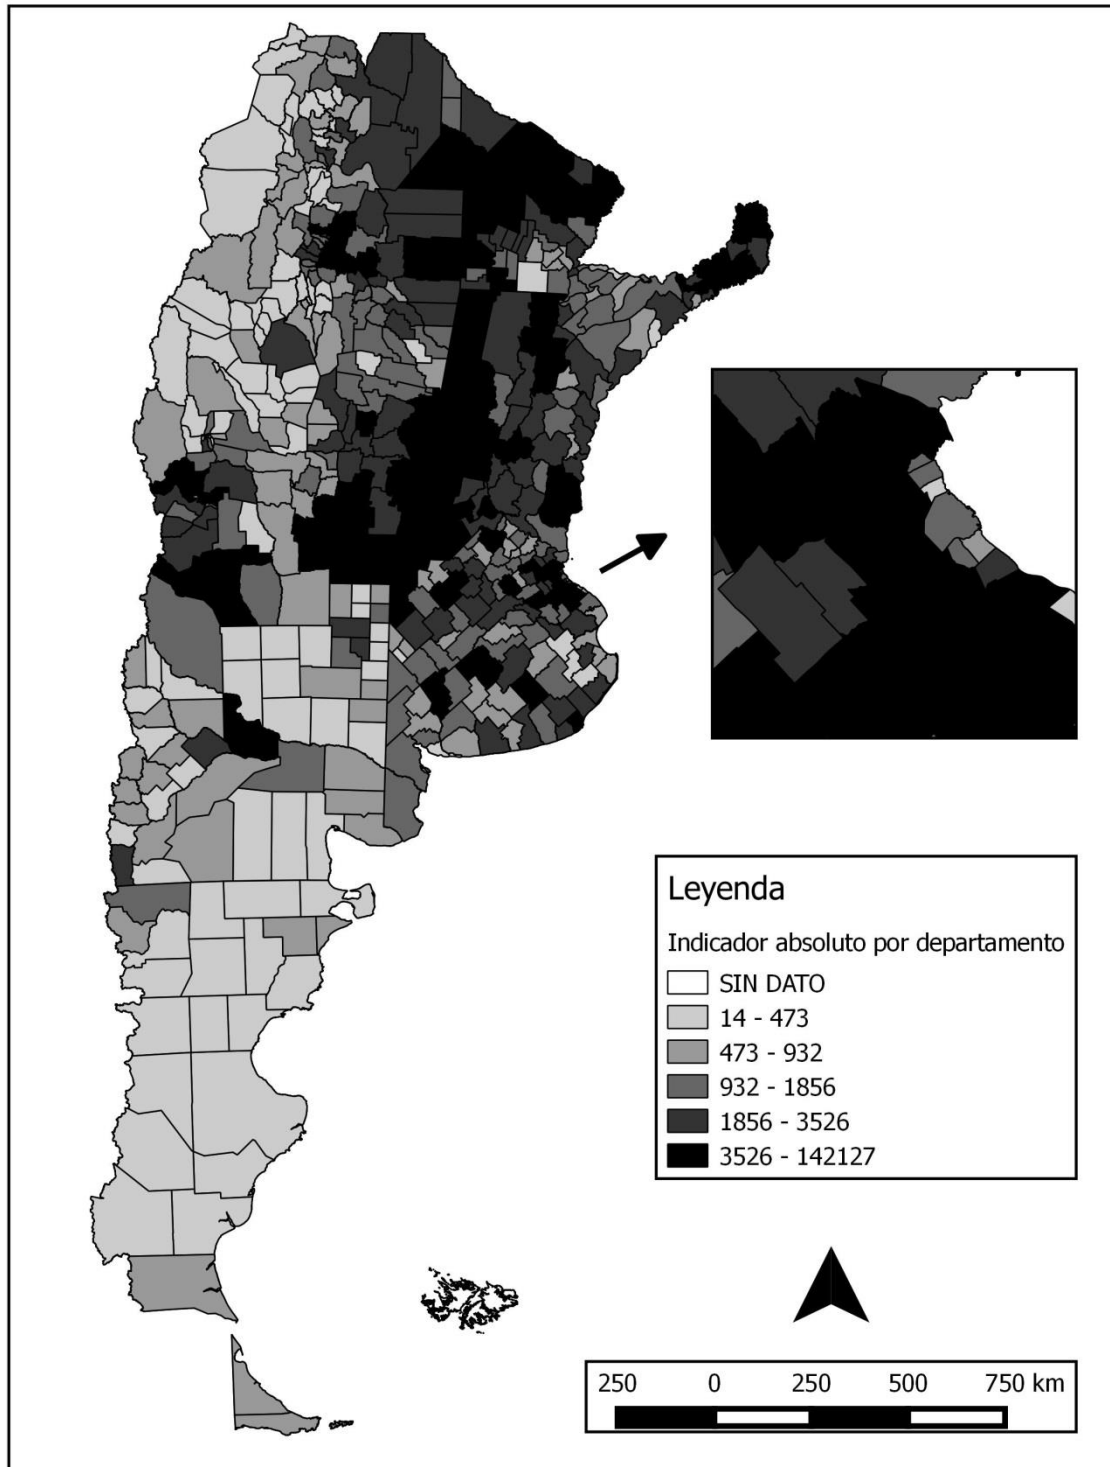 Leyenda
Indicador absoluto por departamento
SIN DATO
14 - 473
473 - 932
932 - 1856
1856 - 3526
3526 - 142127
250 0 250 500 750 km